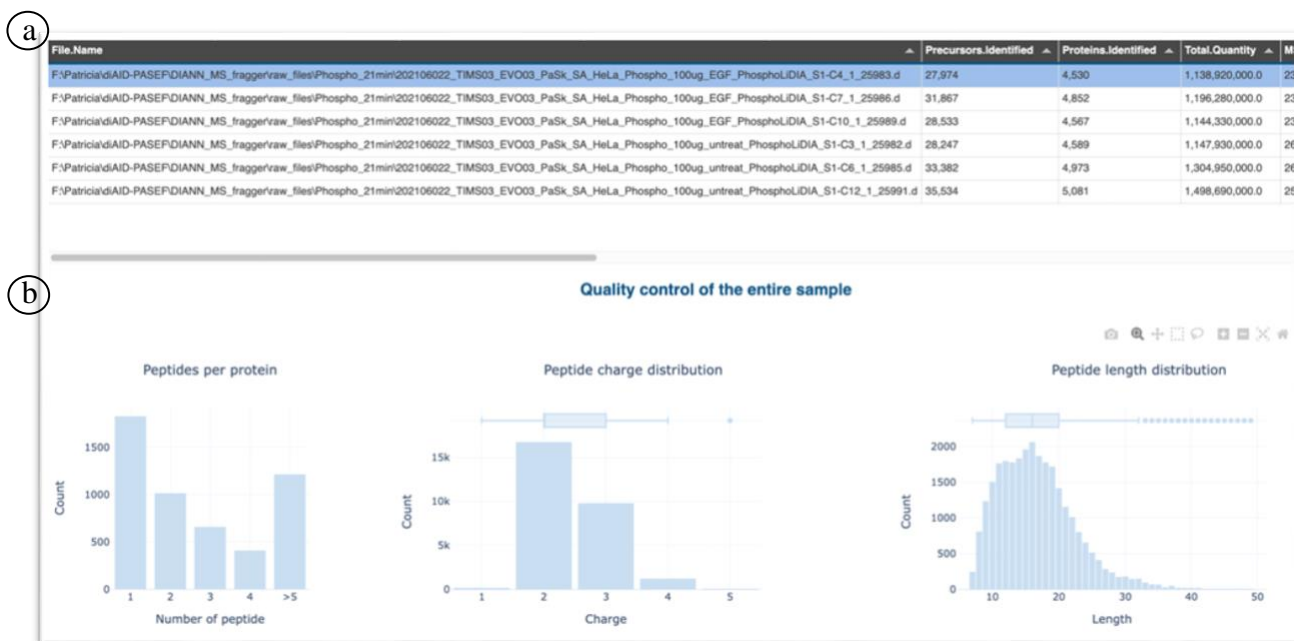 a
File.Name Precursors.Identified Proteins.Identified Total.Quantity M
F:\Patricia\diAID-PASEF\DIANN_MS_fragger\raw_files\Phospho_21min\202106022_TIMS03_EVO03_PaSk_SA_HeLa_Phospho_100ug_EGF_PhosphoLiDIA_S1-C4_1_25983.d 27,974 4,530 1,138,920,000.0 23
F:\Patricia\diAID-PASEF\DIANN_MS_fragger\raw_files\Phospho_21min\202106022_TIMS03_EVO03_PaSk_SA_HeLa_Phospho_100ug_EGF_PhosphoLiDIA_S1-C7_1_25986.d 31,867 4,852 1,196,280,000.0 23
F:\Patricia\diAID-PASEF\DIANN_MS_fragger\raw_files\Phospho_21min\202106022_TIMS03_EVO03_PaSk_SA_HeLa_Phospho_100ug_EGF_PhosphoLiDIA_S1-C10_1_25989.d 28,533 4,567 1,144,330,000.0 23
F:\Patricia\diAID-PASEF\DIANN_MS_fragger\raw_files\Phospho_21min\202106022_TIMS03_EVO03_PaSk_SA_HeLa_Phospho_100ug_untreat_PhosphoLiDIA_S1-C3_1_25982.d 28,247 4,589 1,147,930,000.0 26
F:\Patricia\diAID-PASEF\DIANN_MS_fragger\raw_files\Phospho_21min\202106022_TIMS03_EVO03_PaSk_SA_HeLa_Phospho_100ug_untreat_PhosphoLiDIA_S1-C6_1_25985.d 33,382 4,973 1,304,950,000.0 26
F:\Patricia\diAID-PASEF\DIANN_MS_fragger\raw_files\Phospho_21min\202106022_TIMS03_EVO03_PaSk_SA_HeLa_Phospho_100ug_untreat_PhosphoLiDIA_S1-C12_1_25991.d 35,534 5,081 1,498,690,000.0 25
b
Quality control of the entire sample
Peptides per protein
1500
1000
500
0
Count
1 2 3 4 >5
Number of peptide
Peptide charge distribution
15k
10k
5k
0
Count
1 2 3 4 5
Charge
Peptide length distribution
2000
1500
1000
500
0
Count
10 20 30 40 50
Length